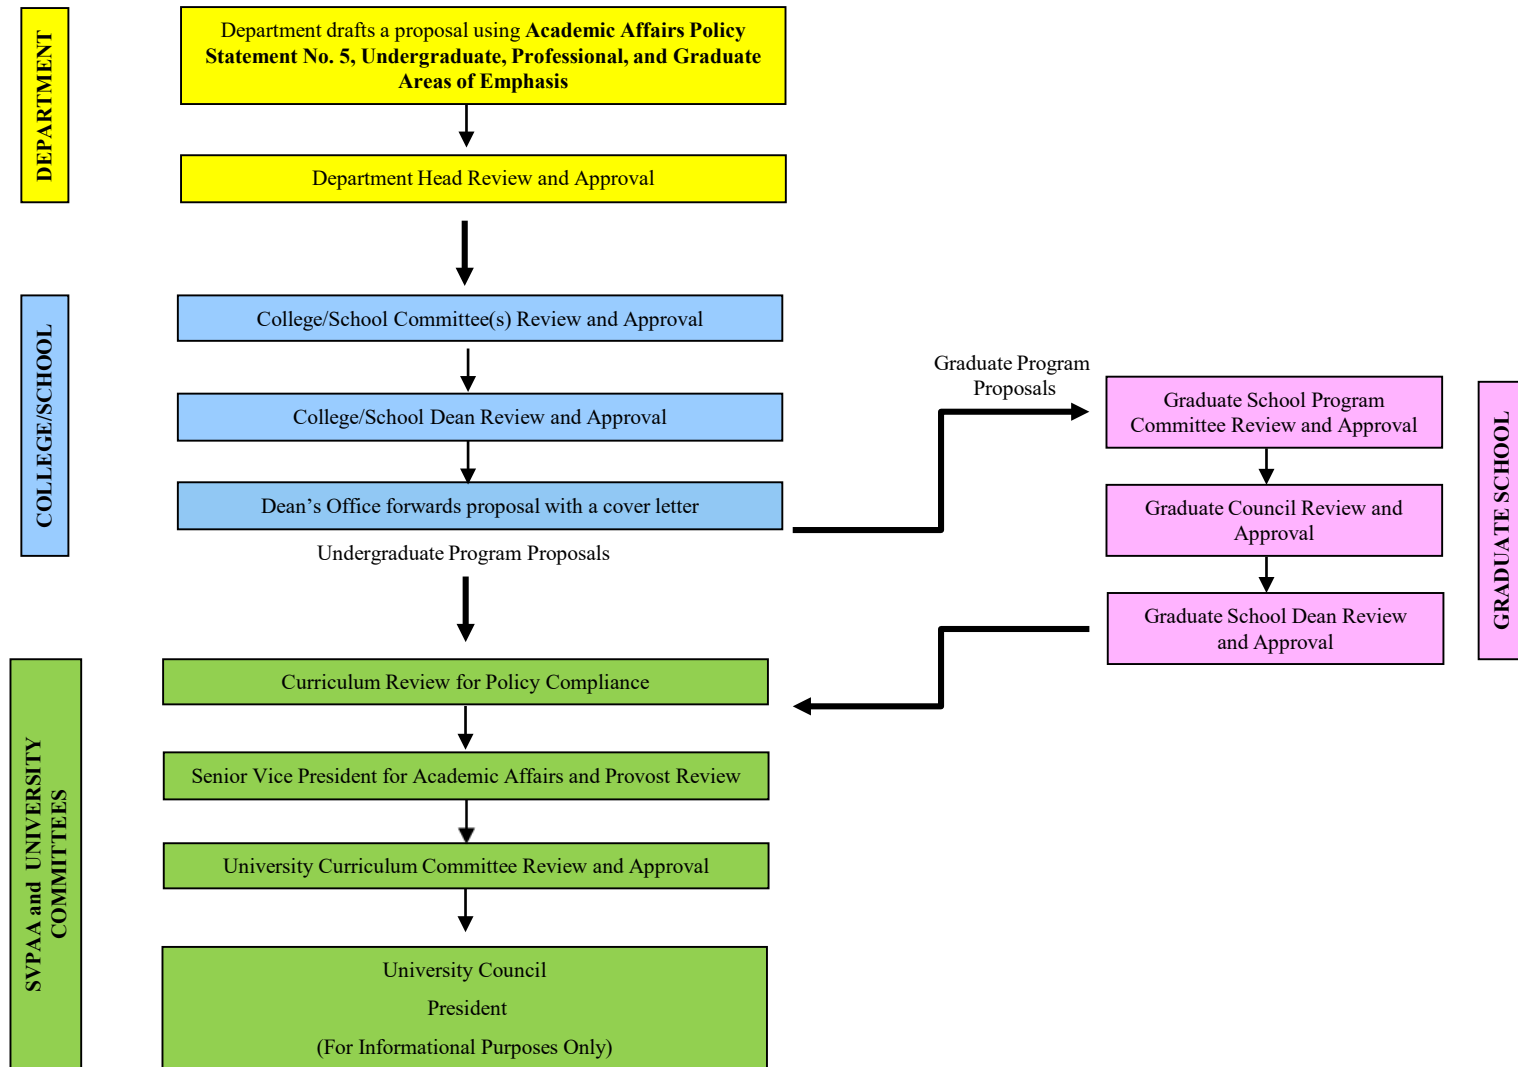 DEPARTMENT
Department drafts a proposal using Academic Affairs Policy
Statement No. 5, Undergraduate, Professional, and Graduate
Areas of Emphasis
Department Head Review and Approval
COLLEGE/SCHOOL
College/School Committee(s) Review and Approval
College/School Dean Review and Approval
Dean’s Office forwards proposal with a cover letter
Undergraduate Program Proposals
Graduate Program
Proposals
GRADUATE SCHOOL
Graduate School Program
Committee Review and Approval
Graduate Council Review and
Approval
Graduate School Dean Review
and Approval
SVPAA and UNIVERSITY
COMMITTEES
Curriculum Review for Policy Compliance
Senior Vice President for Academic Affairs and Provost Review
University Curriculum Committee Review and Approval
University Council
President
(For Informational Purposes Only)